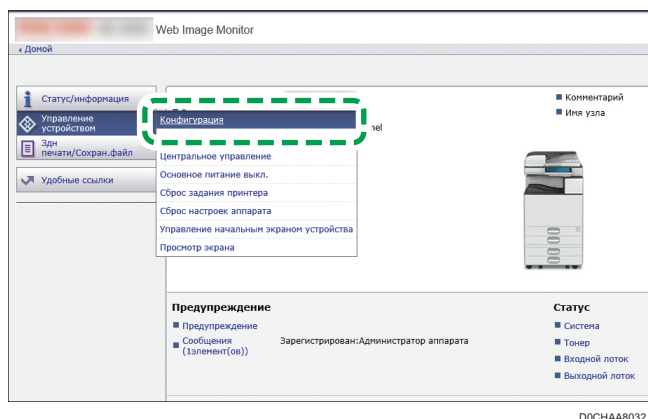 Web Image Monitor
Домой
Статус/информация
Комментарий
Имя узла
Управление
устройством
Конфигурация
nel
Здн
печати/Сохран.файл
Центральное управление
Удобные ссылки
Основное питание выкл.
Сброс задания принтера
Сброс настроек аппарата
Управление начальным экраном устройства
Просмотр экрана
Предупреждение
Статус
Предупреждение
Система
Сообщения
(1элемент(ов))
Зарегистрирован:Администратор аппарата
Тонер
Входной лоток
Выходной лоток
D0CHAA8032